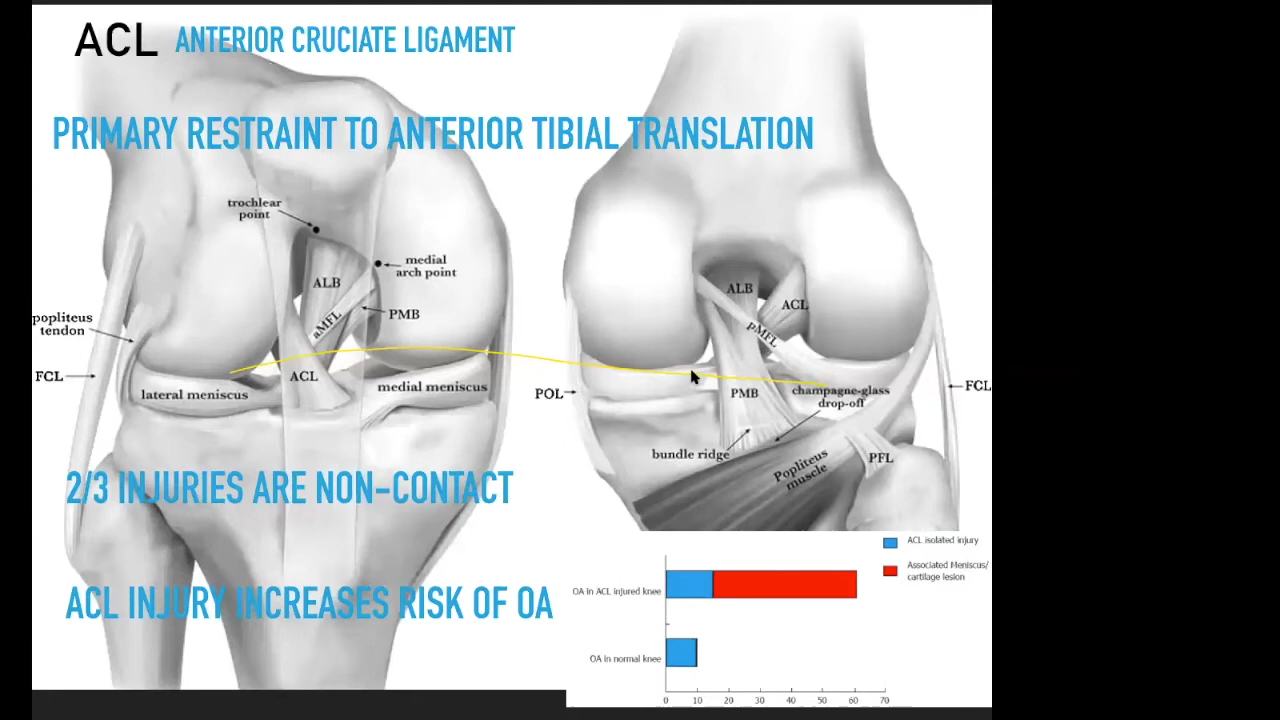 ACL ANTERIOR CRUCIATE LIGAMENT
PRIMARY RESTRAINT TO ANTERIOR TIBIAL TRANSLATION
trochlear
point
medial
arch point
ALB
aMFL
PMB
popliteus
tendon
FCL
ACL
lateral meniscus
medial meniscus
ALB
ACL
pMFL
POL
PMB
champagne-glass
drop-off
FCL
bundle ridge
Popliteus
muscle
PFL
2/3 INJURIES ARE NON-CONTACT
ACL INJURY INCREASES RISK OF OA
ACL isolated injury
Associated Meniscus/
cartilage lesion
OA in ACL injured knee
OA in normal knee
0 10 20 30 40 50 60 70